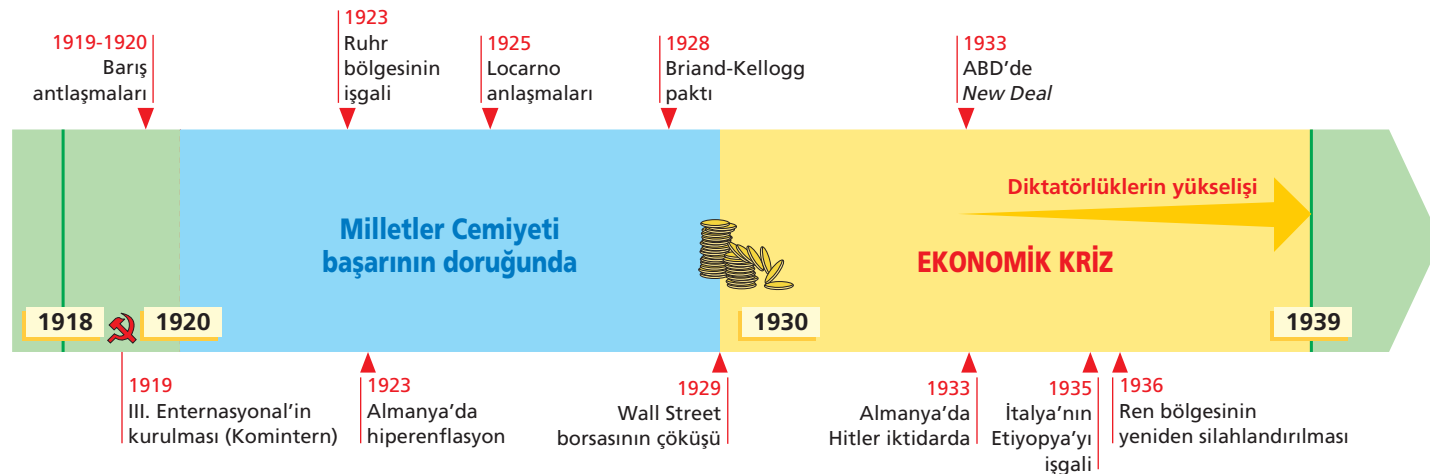 1919-1920
Barış
antlaşmaları
1923
Ruhr
bölgesinin
işgali
1925
Locarno
anlaşmaları
1928
Briand-Kellogg
paktı
1933
ABD’de
New Deal
Diktatörlüklerin yükselişi
Milletler Cemiyeti
başarının doruğunda
EKONOMİK KRİZ
1918
1920
1930
1939
1919
III. Enternasyonal’in
kurulması (Komintern)
1923
Almanya’da
hiperenflasyon
1929
Wall Street
borsasının çöküşü
1933
Almanya’da
Hitler iktidarda
1935
İtalya’nın
Etiyopya’yı
işgali
1936
Ren bölgesinin
yeniden silahlandırılması